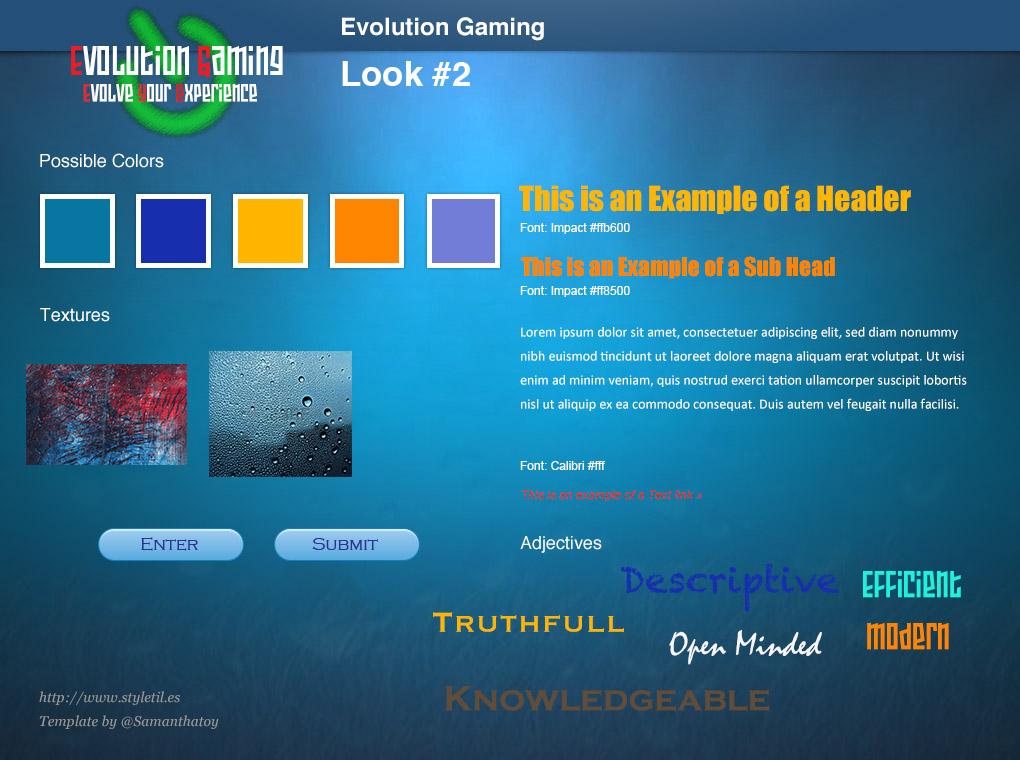 Evolution Gaming
Evolve Your Experience
Evolution Gaming
Look #2
Possible Colors
Textures
Enter
Submit
http://www.styletil.es
Template by @Samanthatoy
This is an Example of a Header
Font: Impact #ffb600
This is an Example of a Sub Head
Font: Impact #ff8500
Lorem ipsum dolor sit amet, consectetuer adipiscing elit, sed diam nonummy
nibh euismod tincidunt ut laoreet dolore magna aliquam erat volutpat. Ut wisi
enim ad minim veniam, quis nostrud exerci tation ullamcorper suscipit lobortis
nisl ut aliquip ex ea commodo consequat. Duis autem vel feugait nulla facilisi.
Font: Calibri #fff
This is an example of a Text link »
Adjectives
Descriptive
Efficient
Truthfull
Open Minded
Modern
Knowledgeable